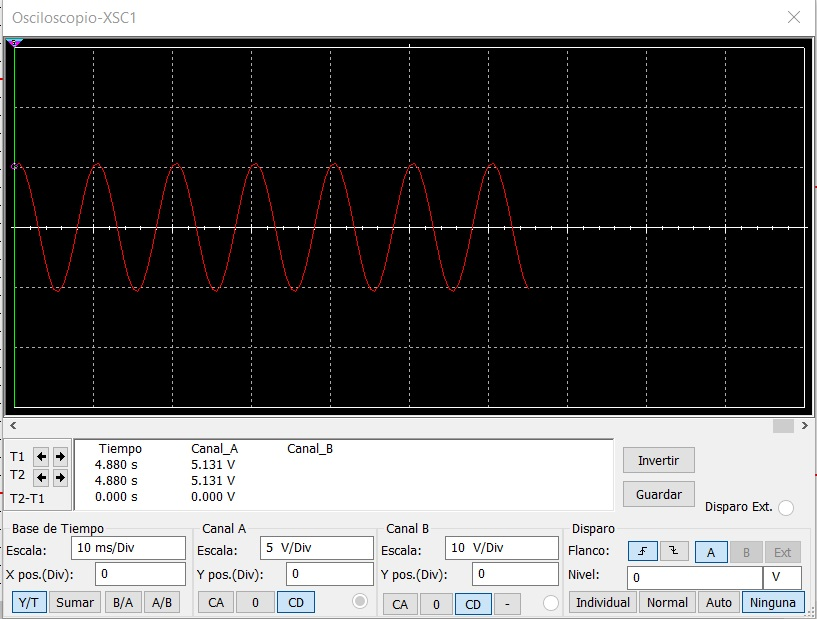 Osciloscopio-XSC1
T1
T2
T2-T1
Tiempo Canal_A Canal_B
4.880 s 5.131 V
4.880 s 5.131 V
0.000 s 0.000 V
Invertir
Guardar
Disparo Ext.
Base de Tiempo
Escala: 10 ms/Div
X pos.(Div): 0
Y/T Sumar B/A A/B
Canal A
Escala: 5 V/Div
Y pos.(Div): 0
CA 0 CD
Canal B
Escala: 10 V/Div
Y pos.(Div): 0
CA 0 CD -
Disparo
Flanco: A B Ext
Nivel: 0 V
Individual Normal Auto Ninguna